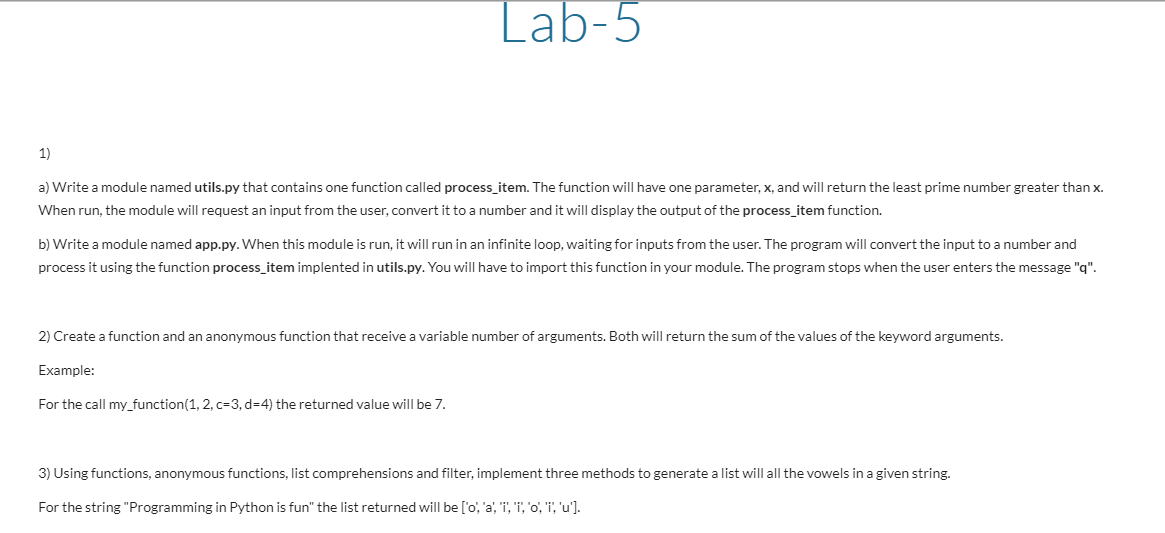 Lab-5
1)
a) Write a module named utils.py that contains one function called process_item. The function will have one parameter, x, and will return the least prime number greater than x.
When run, the module will request an input from the user, convert it to a number and it will display the output of the process_item function.
b) Write a module named app.py. When this module is run, it will run in an infinite loop, waiting for inputs from the user. The program will convert the input to a number and
process it using the function process_item implented in utils.py. You will have to import this function in your module. The program stops when the user enters the message "q".
2) Create a function and an anonymous function that receive a variable number of arguments. Both will return the sum of the values of the keyword arguments.
Example:
For the call my_function(1, 2, c=3, d=4) the returned value will be 7.
3) Using functions, anonymous functions, list comprehensions and filter, implement three methods to generate a list will all the vowels in a given string.
For the string "Programming in Python is fun" the list returned will be ['o', 'a', 'i', 'i', 'o', 'i', 'u'].